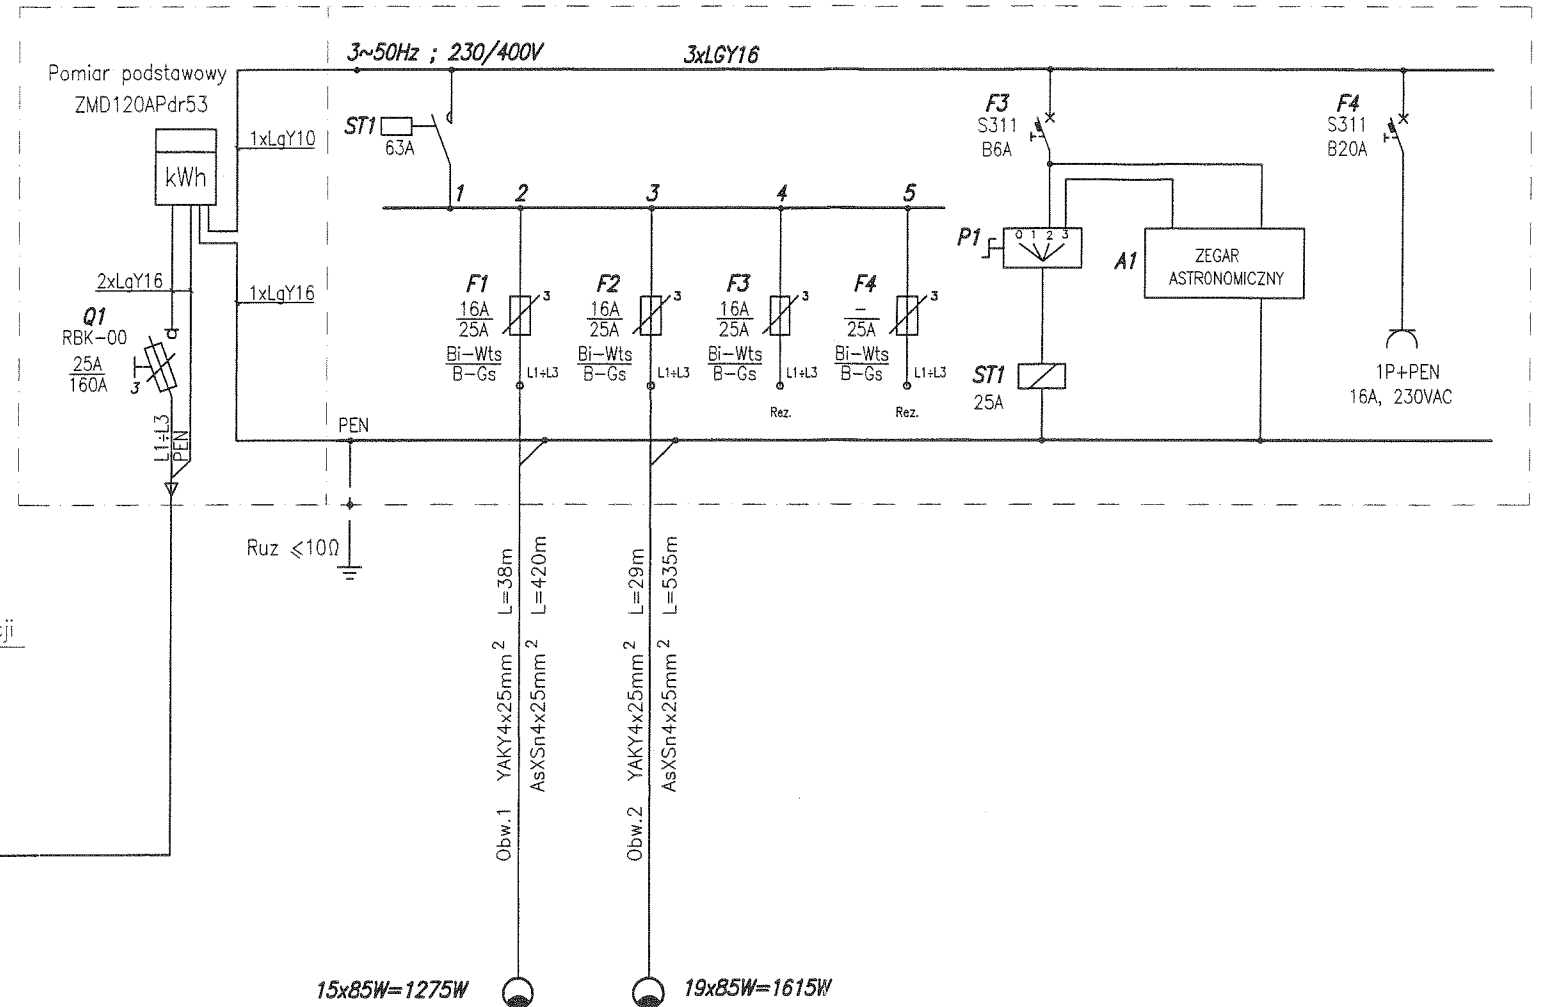 3~50Hz ; 230/400V
3xLGY16
Pomiar podstawowy
ZMD120APdr53
kWh
1xLgY10
2xLgY16
1xLgY16
Q1
RBK-00
25A
160A
3
L1÷L3
PEN
ST1
63A
1
2
3
4
5
F1
16A
25A
Bi-Wts
B-Gs
3
L1÷L3
F2
16A
25A
Bi-Wts
B-Gs
3
L1÷L3
F3
16A
25A
Bi-Wts
B-Gs
3
L1÷L3
Rez.
F4
-
25A
Bi-Wts
B-Gs
3
L1÷L3
Rez.
F3
S311
B6A
P1
0 1 2 3
A1
ZEGAR
ASTRONOMICZNY
ST1
25A
F4
S311
B20A
1P+PEN
16A, 230VAC
PEN
Ruz ≤10Ω
cji
Obw.1 YAKY4x25mm² L=38m
AsXSn4x25mm² L=420m
Obw.2 YAKY4x25mm² L=29m
AsXSn4x25mm² L=535m
15x85W=1275W
19x85W=1615W